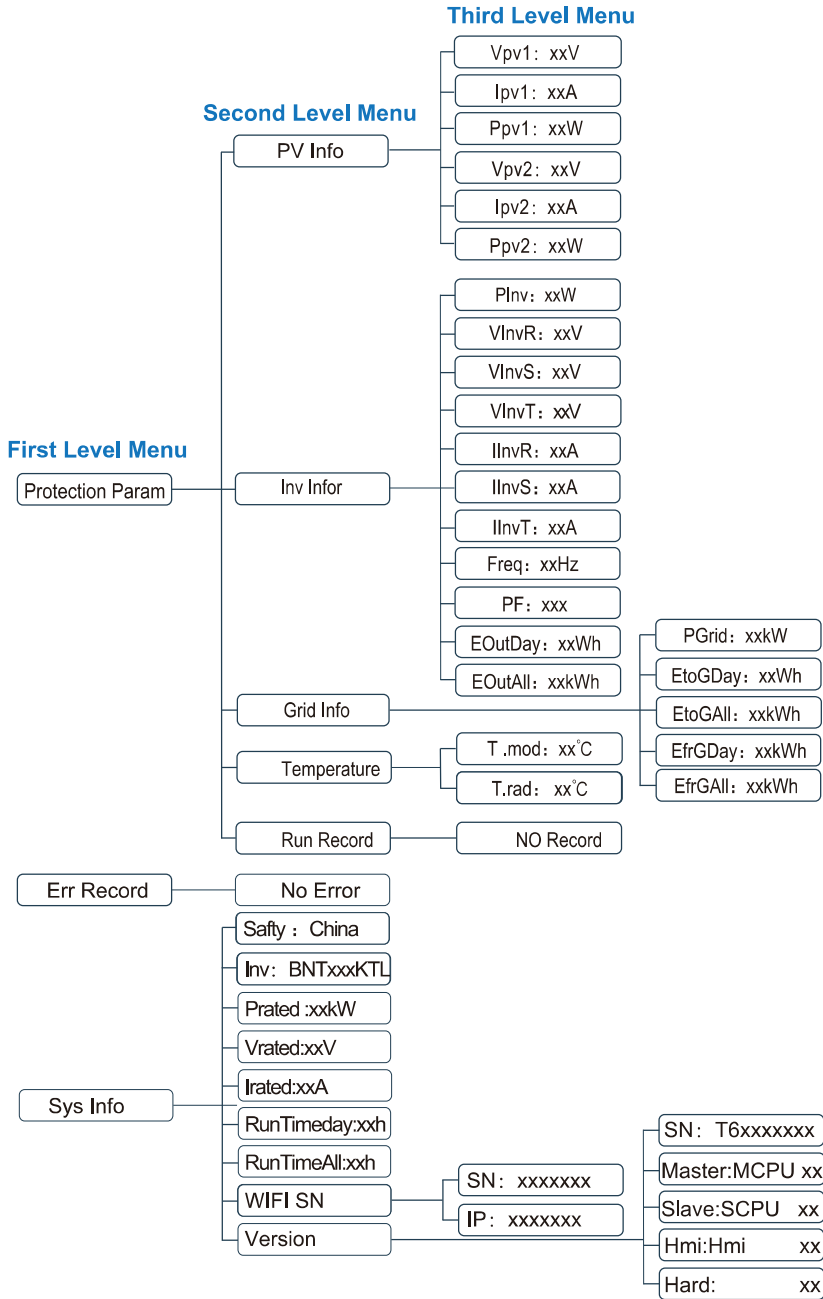 Third Level Menu
Vpv1: xxV
Ipv1: xxA
Second Level Menu
Ppv1: xxW
PV Info
Vpv2: xxV
Ipv2: xxA
Ppv2: xxW
PInv: xxW
VInvR: xxV
VInvS: xxV
VInvT: xxV
First Level Menu
IInvR: xxA
Protection Param
Inv Infor
IInvS: xxA
IInvT: xxA
Freq: xxHz
PF: xxx
EOutDay: xxWh
EOutAll: xxkWh
Grid Info
PGrid: xxkW
EtoGDay: xxWh
EtoGAll: xxkWh
EfrGDay: xxkWh
EfrGAll: xxkWh
Temperature
T .mod: xx°C
T.rad: xx°C
Run Record
NO Record
Err Record
No Error
Safty : China
Inv: BNTxxxKTL
Prated :xxkW
Vrated:xxV
Irated:xxA
Sys Info
RunTimeday:xxh
RunTimeAll:xxh
WIFI SN
SN: xxxxxxx
IP: xxxxxxx
Version
SN: T6xxxxxxx
Master:MCPU xx
Slave:SCPU xx
Hmi:Hmi xx
Hard: xx